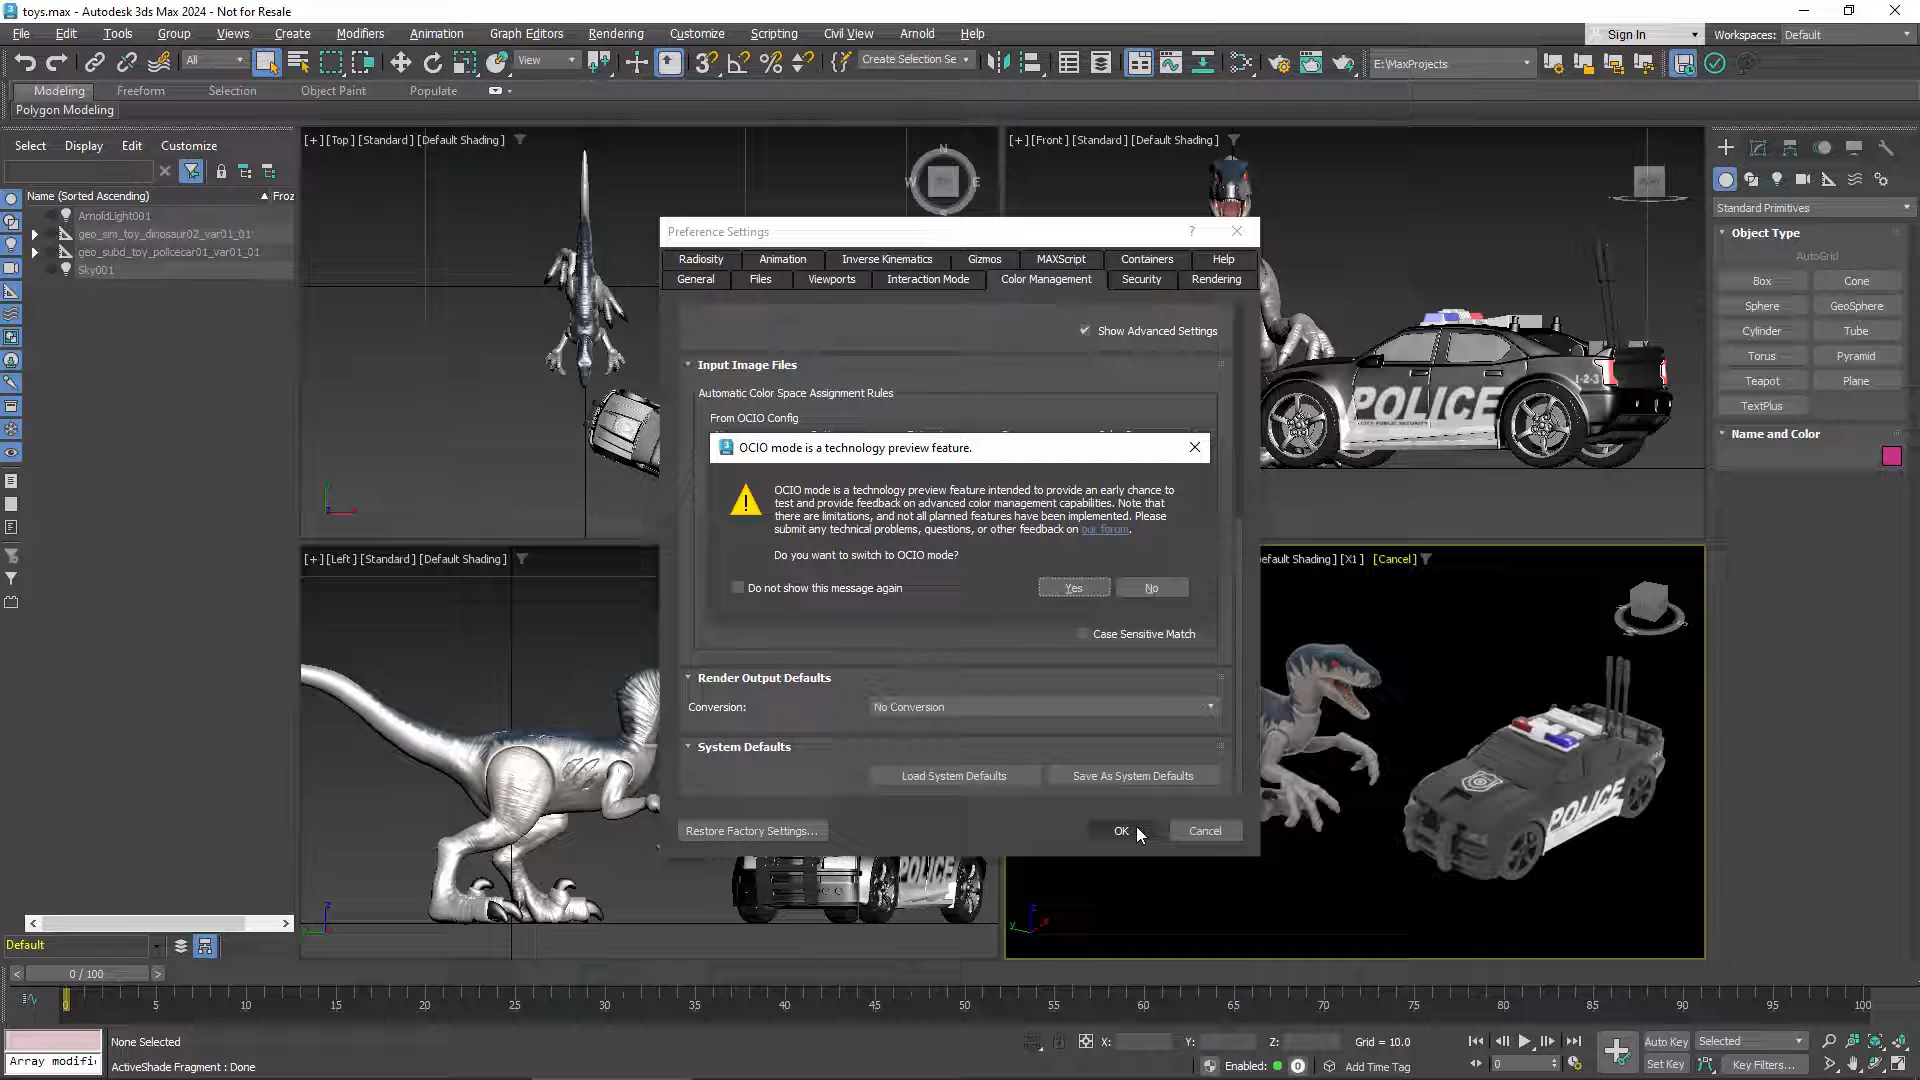 toys.max - Autodesk 3ds Max 2024 - Not for Resale
File Edit Tools Group Views Create Modifiers Animation Graph Editors Rendering Customize Scripting Civil View Arnold Help
Sign In Workspaces: Default
All View Create Selection Se E:\MaxProjects
Modeling Freeform Selection Object Paint Populate
Polygon Modeling
Select Display Edit Customize
Name (Sorted Ascending) Froz
ArnoldLight001
geo_sm_toy_dinosaur02_var01_01
geo_subd_toy_policecar01_var01_01
Sky001
[+] [Top] [Standard] [Default Shading]
N
W E
S
[+] [Front] [Standard] [Default Shading]
POLICE
1-2-3
Preference Settings ?
Radiosity Animation Inverse Kinematics Gizmos MAXScript Containers Help
General Files Viewports Interaction Mode Color Management Security Rendering
Show Advanced Settings
Input Image Files
Automatic Color Space Assignment Rules
From OCIO Config
OCIO mode is a technology preview feature.
OCIO mode is a technology preview feature intended to provide an early chance to
test and provide feedback on advanced color management capabilities. Note that
there are limitations, and not all planned features have been implemented. Please
submit any technical problems, questions, or other feedback on our forum.
Do you want to switch to OCIO mode?
Do not show this message again Yes No
Case Sensitive Match
Render Output Defaults
Conversion: No Conversion
System Defaults
Load System Defaults Save As System Defaults
Restore Factory Settings... OK Cancel
Standard Primitives
Object Type
AutoGrid
Box Cone
Sphere GeoSphere
Cylinder Tube
Torus Pyramid
Teapot Plane
TextPlus
Name and Color
[+] [Left] [Standard] [Default Shading]
POLICE
efault Shading] [X1] [Cancel]
POLICE
z
y x
Default
0 / 100
0 5 10 15 20 25 30 35 40 45 50 55 60 65 70 75 80 85 90 95 100
Array modifi
None Selected
ActiveShade Fragment : Done
X: Y: Z: Grid = 10.0
Enabled: 0 Add Time Tag
0
Auto Key Selected
Set Key Key Filters...